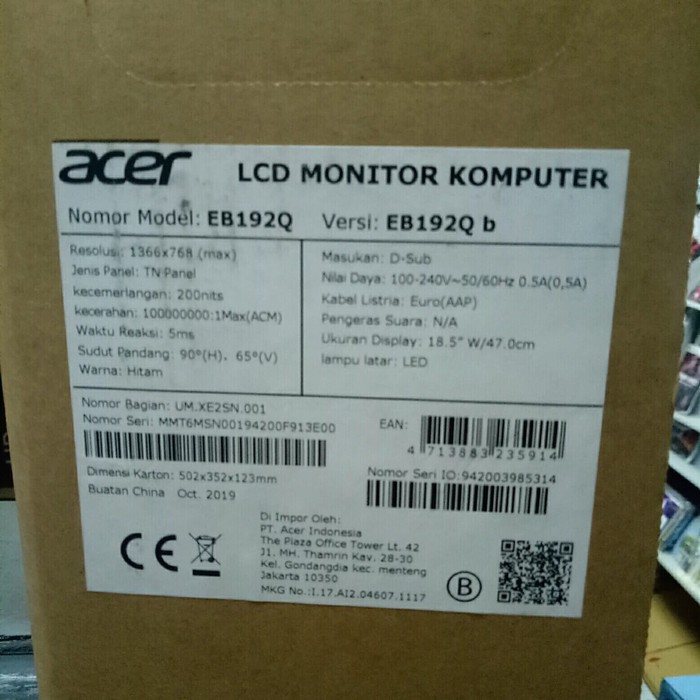 acer LCD MONITOR KOMPUTER
Nomor Model: EB192Q Versi: EB192Q b
Resolusi: 1366x768 (max)
Jenis Panel: TN Panel
kecemerlangan: 200nits
kecerahan: 100000000:1Max(ACM)
Waktu Reaksi: 5ms
Sudut Pandang: 90°(H), 65°(V)
Warna: Hitam
Masukan: D-Sub
Nilai Daya: 100-240V~50/60Hz 0.5A(0,5A)
Kabel Listria: Euro(AAP)
Pengeras Suara: N/A
Ukuran Display: 18.5" W/47.0cm
lampu latar: LED
Nomor Bagian: UM.XE2SN.001
Nomor Seri: MMT6MSN00194200F913E00
EAN:
4 713883 235914
Dimensi Karton: 502x352x123mm
Buatan China Oct. 2019
Nomor Seri IO:942003985314
CE
Di Impor Oleh:
PT. Acer Indonesia
The Plaza Office Tower Lt. 42
J1. MH. Thamrin Kav. 28-30
Kel. Gondangdia kec. menteng
Jakarta 10350
MKG No.:I.17.AI2.04607.1117
B